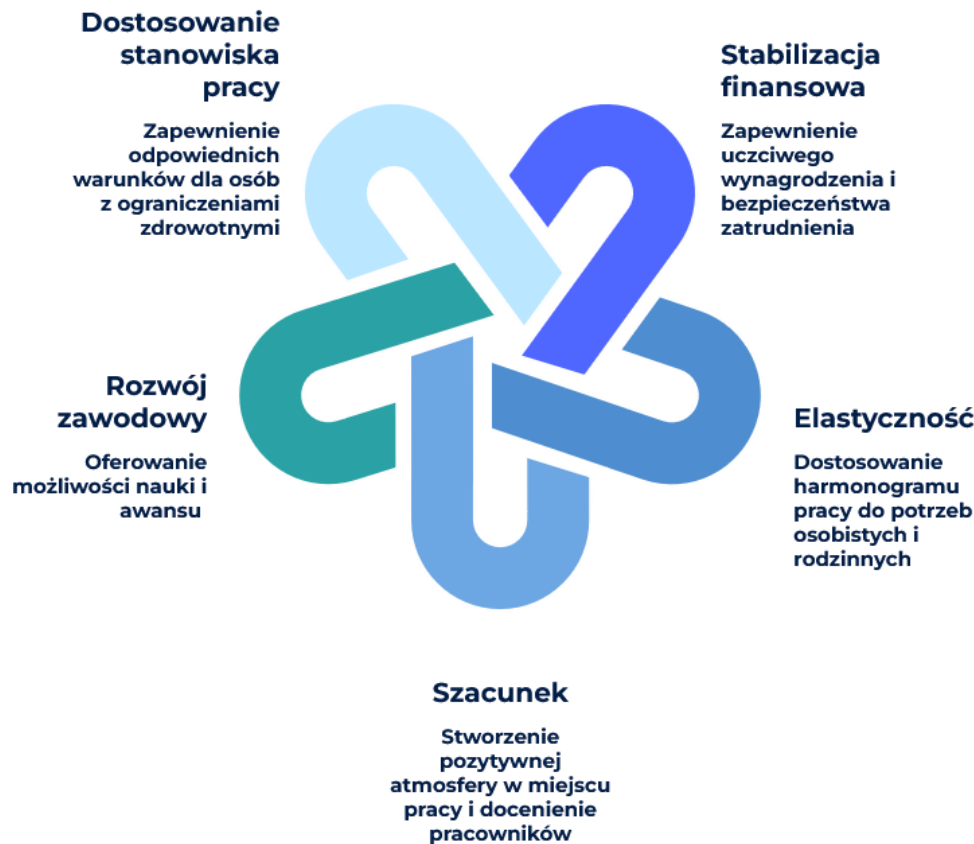 Dostosowanie
stanowiska
pracy
Zapewnienie
odpowiednich
warunków dla osób
z ograniczeniami
zdrowotnymi
Stabilizacja
finansowa
Zapewnienie
uczciwego
wynagrodzenia i
bezpieczeństwa
zatrudnienia
Rozwój
zawodowy
Oferowanie
możliwości nauki i
awansu
Elastyczność
Dostosowanie
harmonogramu
pracy do potrzeb
osobistych i
rodzinnych
Szacunek
Stworzenie
pozytywnej
atmosfery w miejscu
pracy i docenienie
pracowników